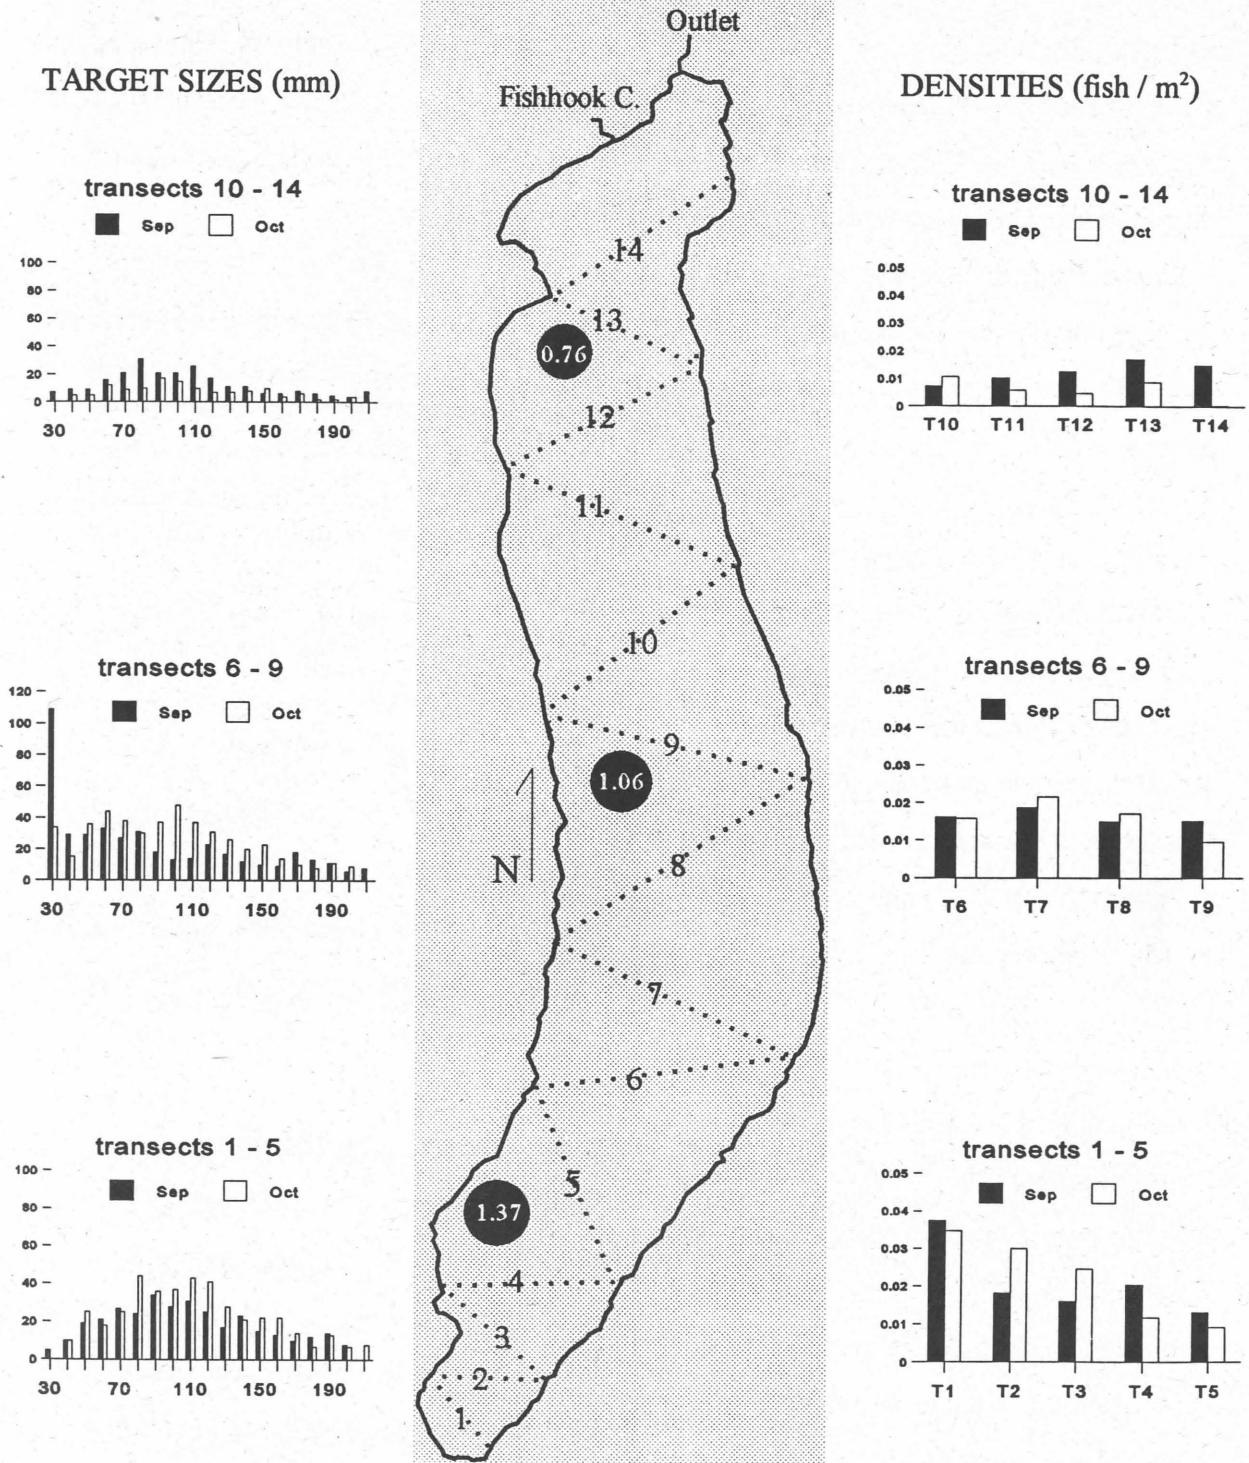 TARGET SIZES (mm)
transects 10 - 14
Sep Oct
100
80
60
40
20
0
30 70 110 150 190
transects 6 - 9
120
Sep Oct
100
80
60
40
20
0
30 70 110 150 190
transects 1 - 5
100
Sep Oct
80
60
40
20
0
30 70 110 150 190
Outlet
Fishhook C.
14
13
0.76
12
11
10
9
1.06
N
8
7
6
5
1.37
4
3
2
1
DENSITIES (fish / m²)
transects 10 - 14
Sep Oct
0.05
0.04
0.03
0.02
0.01
0
T10 T11 T12 T13 T14
transects 6 - 9
0.05
Sep Oct
0.04
0.03
0.02
0.01
0
T6 T7 T8 T9
transects 1 - 5
0.05
Sep Oct
0.04
0.03
0.02
0.01
0
T1 T2 T3 T4 T5